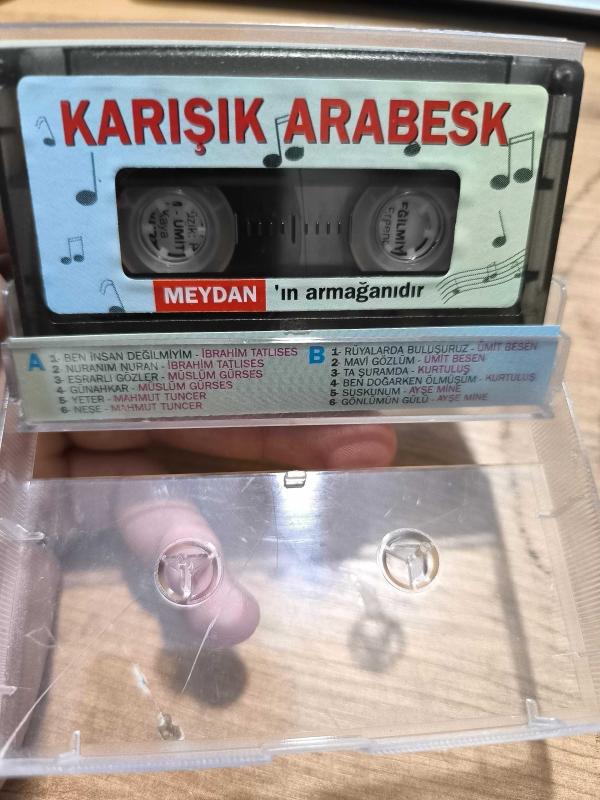 KARIŞIK ARABESK
MEYDAN 'ın armağanıdır
A
1- BEN İNSAN DEĞİLMİYİM - İBRAHİM TATLISES
2- NURANIM NURAN - İBRAHİM TATLISES
3- ESRARLI GÖZLER - MÜSLÜM GÜRSES
4- GÜNAHKAR - MÜSLÜM GÜRSES
5- YETER - MAHMUT TUNCER
6- NEŞE - MAHMUT TUNCER
B
1- RÜYALARDA BULUŞURUZ - ÜMİT BESEN
2- MAVİ GÖZLÜM - ÜMİT BESEN
3- TA ŞURAMDA - KURTULUŞ
4- BEN DOĞARKEN ÖLMÜŞÜM - KURTULUŞ
5- SUSKUNUM - AYŞE MİNE
6- GÖNLÜMÜN GÜLÜ - AYŞE MİNE